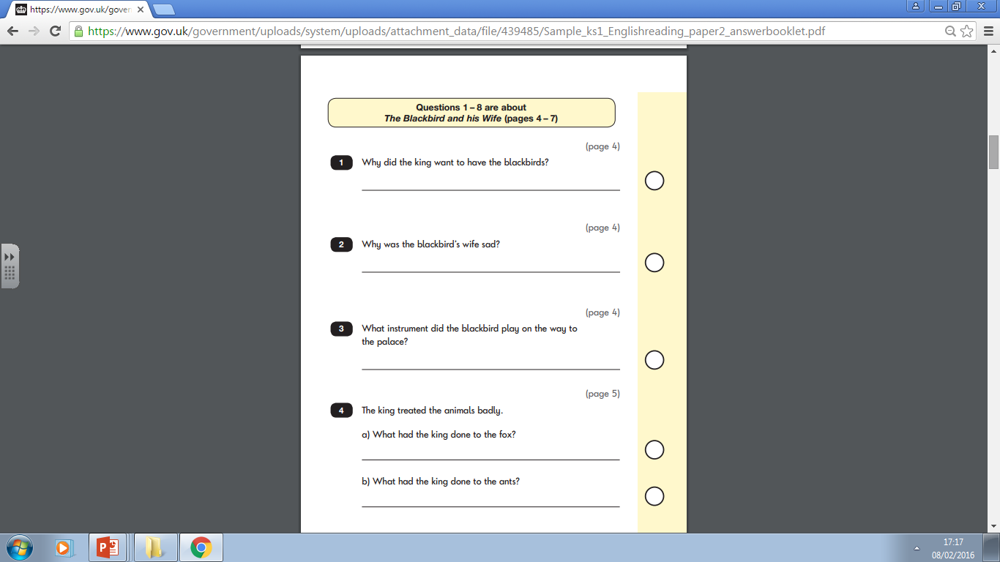 https://www.gov.uk/gover
https://www.gov.uk/government/uploads/system/uploads/attachment_data/file/439485/Sample_ks1_Englishreading_paper2_answerbooklet.pdf
Questions 1 – 8 are about
The Blackbird and his Wife (pages 4 – 7)
(page 4)
1 Why did the king want to have the blackbirds?
(page 4)
2 Why was the blackbird's wife sad?
(page 4)
3 What instrument did the blackbird play on the way to
the palace?
(page 5)
4 The king treated the animals badly.
a) What had the king done to the fox?
b) What had the king done to the ants?
17:17
08/02/2016